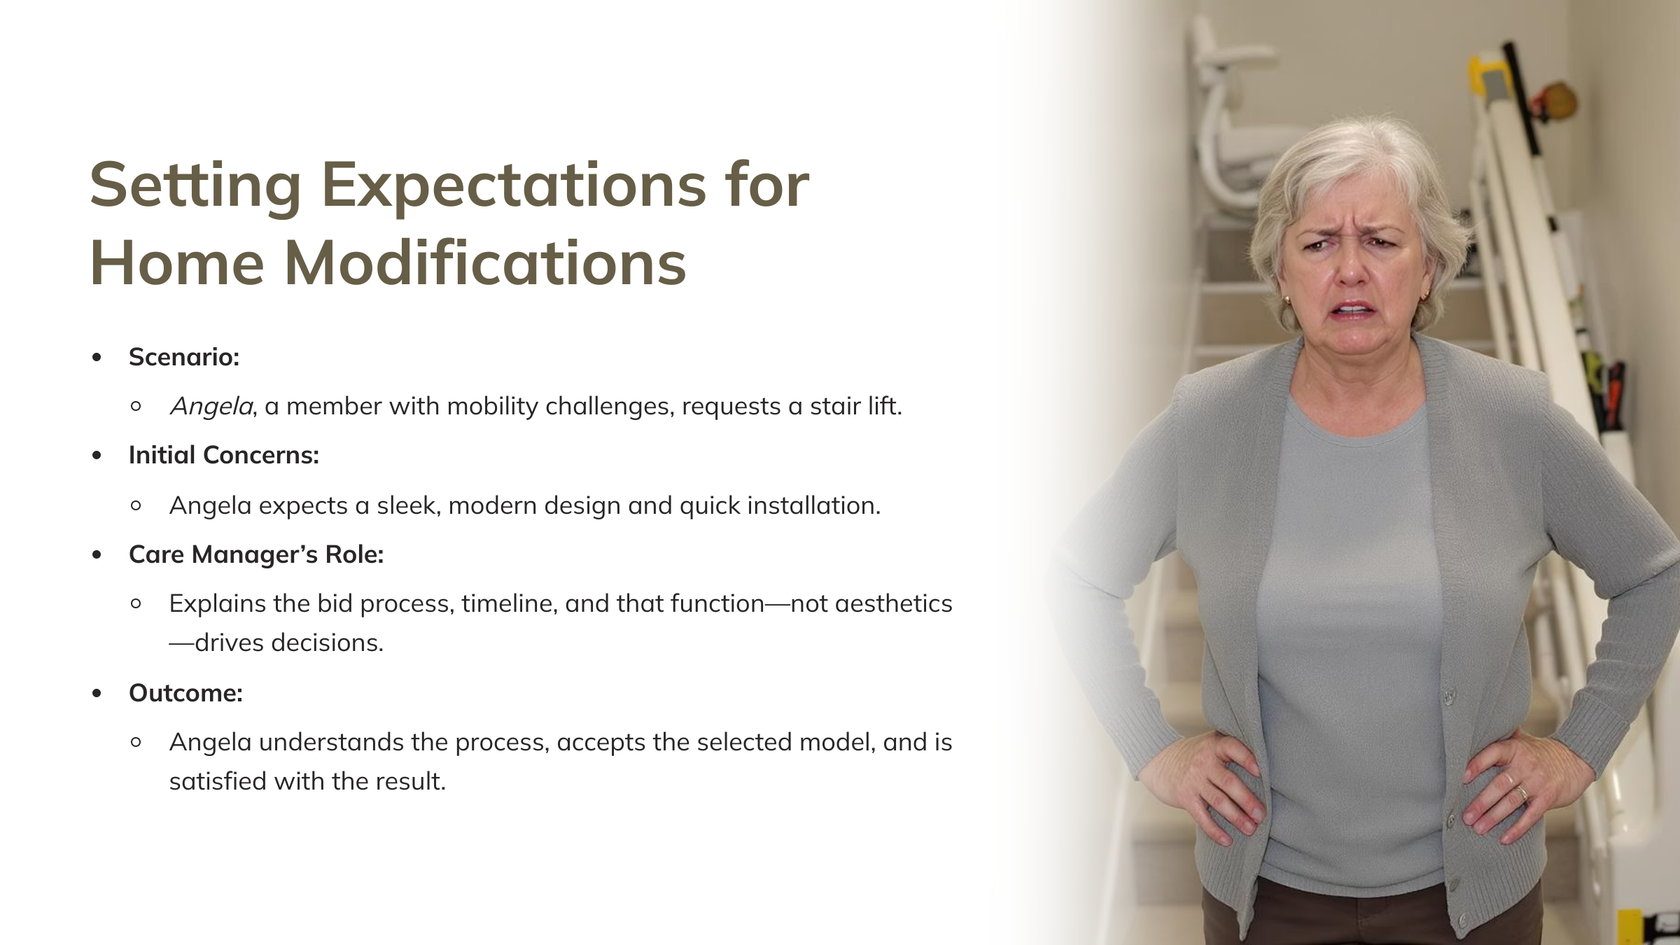 Setting Expectations for
Home Modifications
• Scenario:
○ Angela, a member with mobility challenges, requests a stair lift.
• Initial Concerns:
○ Angela expects a sleek, modern design and quick installation.
• Care Manager’s Role:
○ Explains the bid process, timeline, and that function—not aesthetics
—drives decisions.
• Outcome:
○ Angela understands the process, accepts the selected model, and is
satisfied with the result.